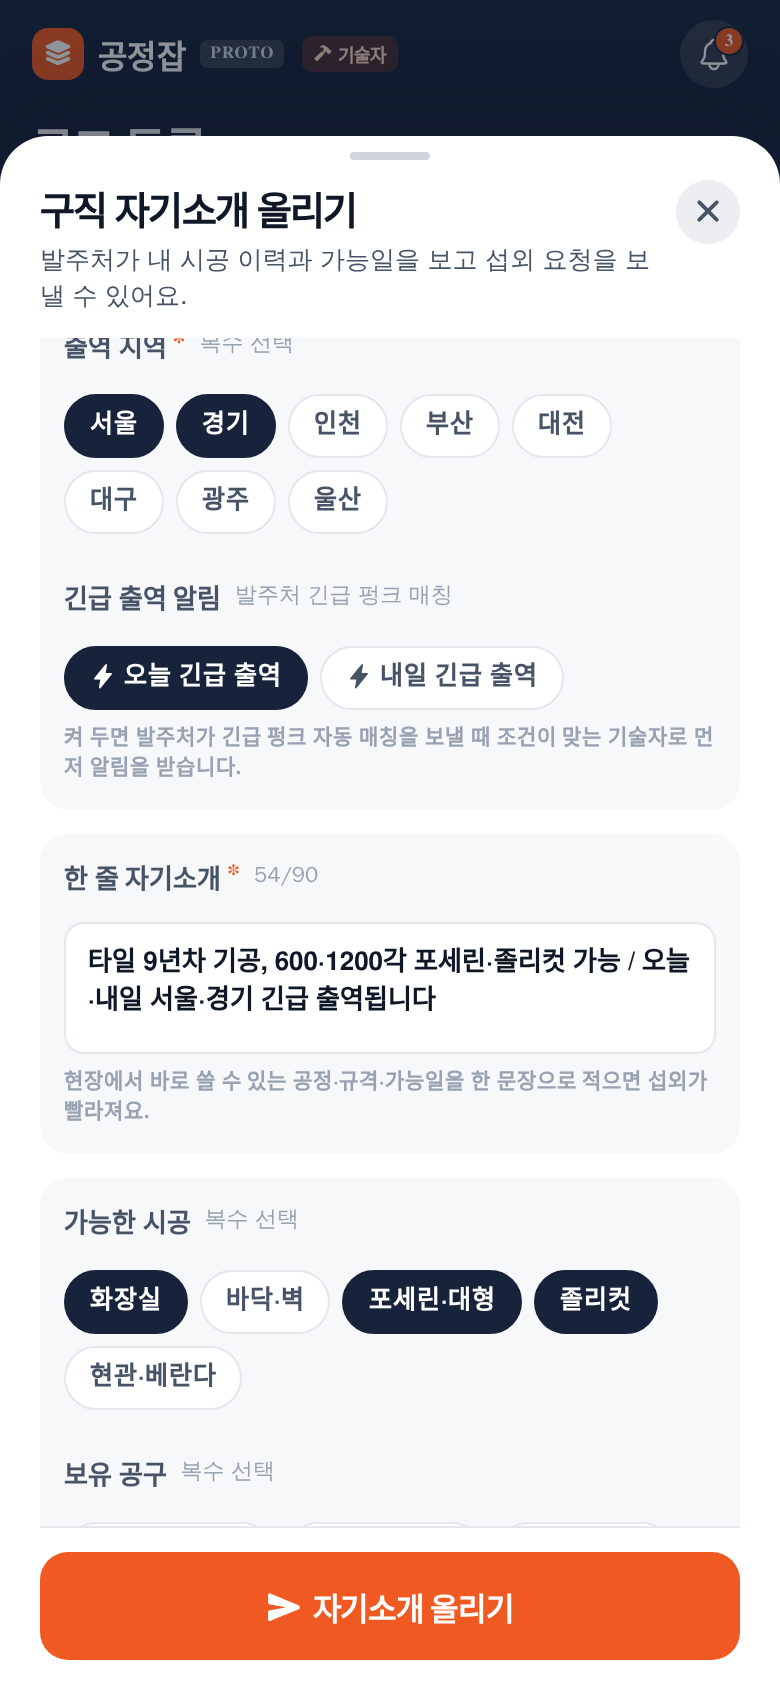 공정잡 PROTO 기술자 3
구직 자기소개 올리기
발주처가 내 시공 이력과 가능일을 보고 섭외 요청을 보
낼 수 있어요.
출역 지역 * 복수 선택
서울 경기 인천 부산 대전
대구 광주 울산
긴급 출역 알림 발주처 긴급 펑크 매칭
오늘 긴급 출역 내일 긴급 출역
켜 두면 발주처가 긴급 펑크 자동 매칭을 보낼 때 조건이 맞는 기술자로 먼
저 알림을 받습니다.
한 줄 자기소개 * 54/90
타일 9년차 기공, 600·1200각 포세린·졸리컷 가능 / 오늘
·내일 서울·경기 긴급 출역됩니다
현장에서 바로 쓸 수 있는 공정·규격·가능일을 한 문장으로 적으면 섭외가
빨라져요.
가능한 시공 복수 선택
화장실 바닥·벽 포세린·대형 졸리컷
현관·베란다
보유 공구 복수 선택
자기소개 올리기